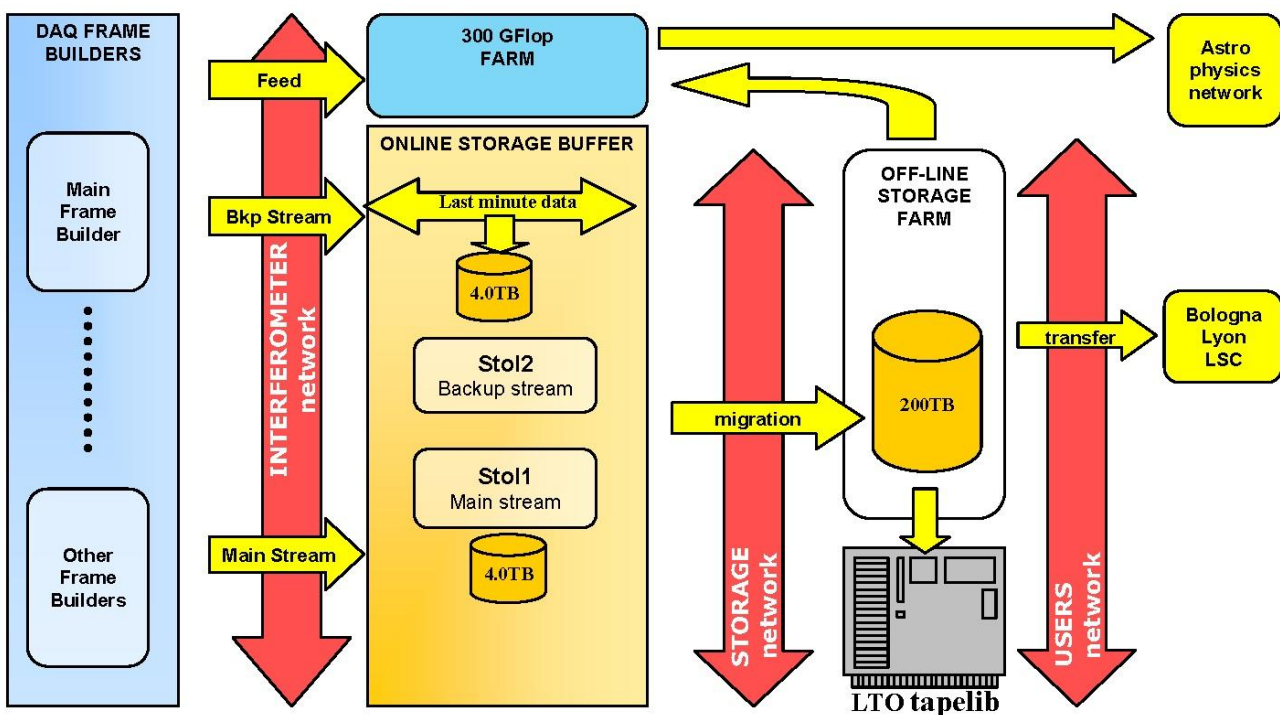 DAQ FRAME
BUILDERS
Main
Frame
Builder
Other
Frame
Builders
INTERFEROMETER
network
Feed
Bkp Stream
Main Stream
300 GFlop
FARM
ONLINE STORAGE BUFFER
Last minute data
4.0TB
Stol2
Backup stream
Stol1
Main stream
4.0TB
STORAGE
network
migration
OFF-LINE
STORAGE
FARM
200TB
LTO tapelib
USERS
network
transfer
Astro
physics
network
Bologna
Lyon
LSC